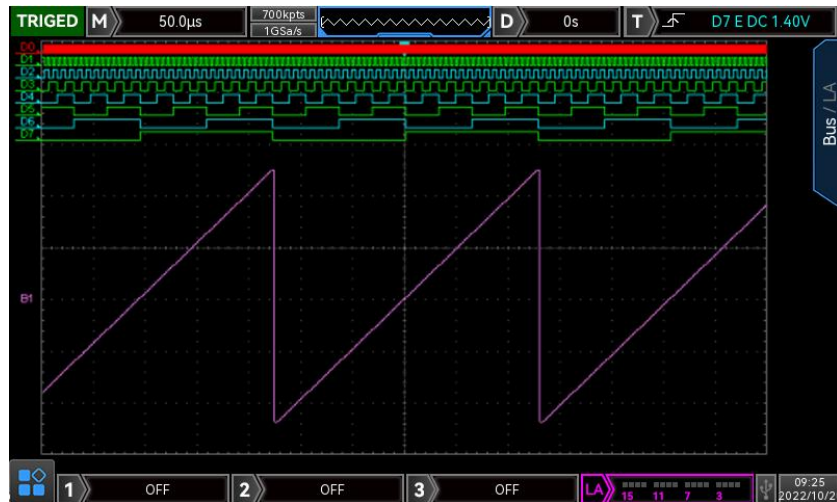 TRIGED M 50.0μs 700kpts D 0s T D7 E DC 1.40V
1GSa/s
D0
D1
D2
D3
D4
D5
D6
D7
Bus / LA
B1
1 OFF 2 OFF 3 OFF LA 15 11 7 3 09:25
2022/10/2